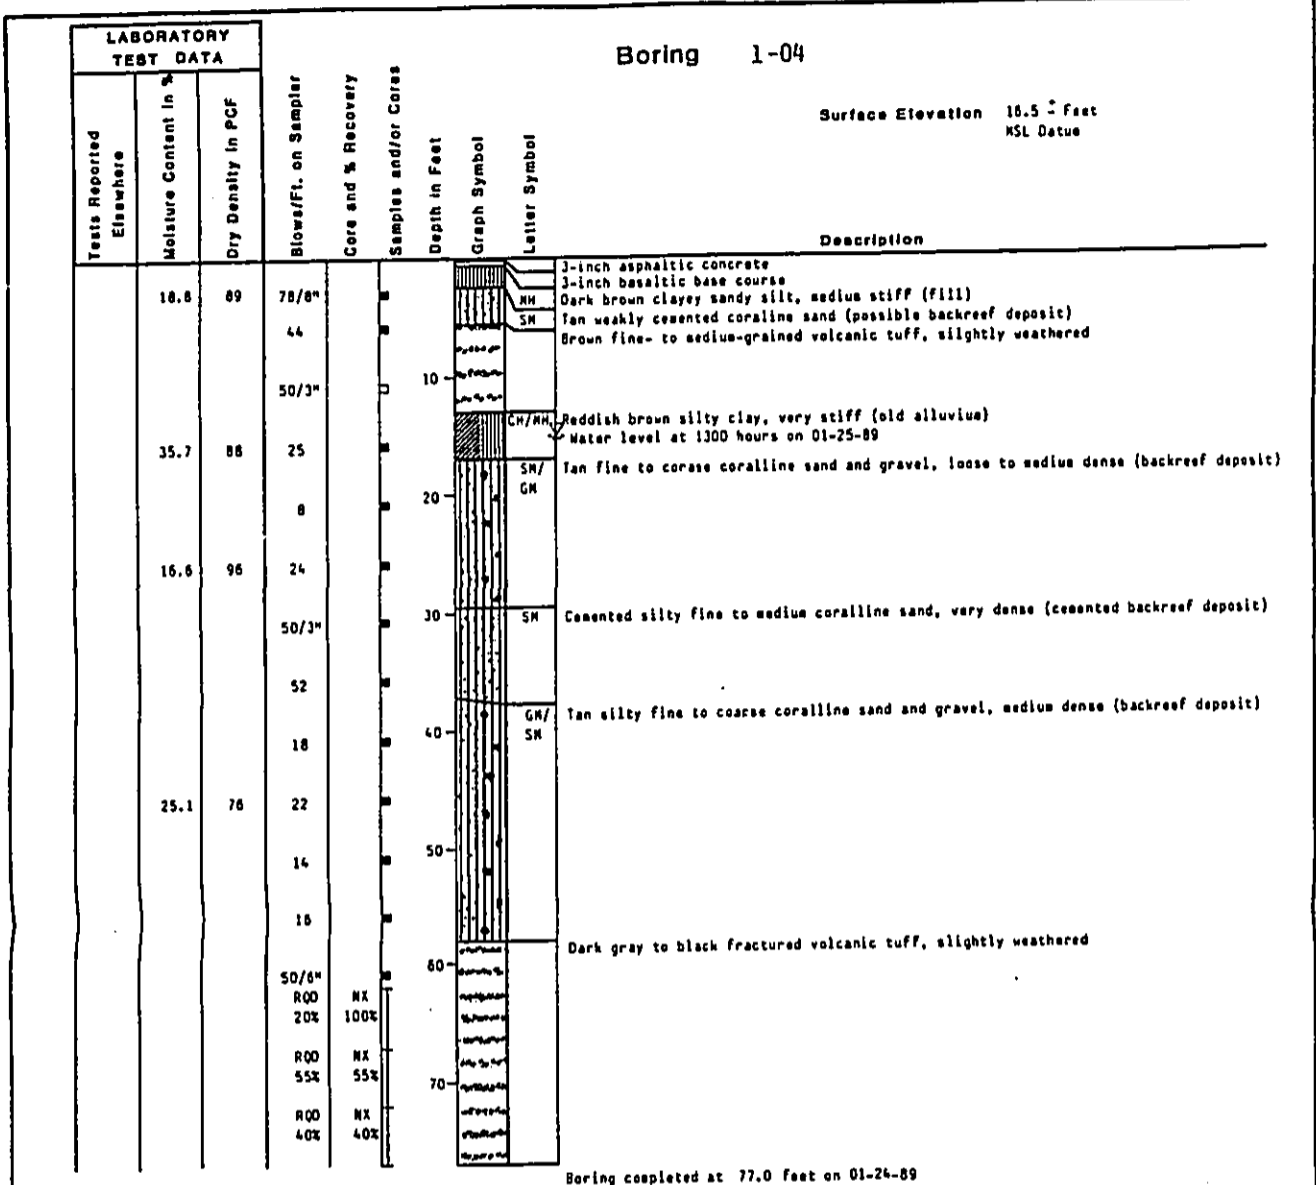 LABORATORY
TEST DATA
Boring 1-04
Surface Elevation 16.5 ± Feet
MSL Datum
Tests Reported
Elsewhere
Moisture Content in %
Dry Density in PCF
Blows/Ft. on Sampler
Core and % Recovery
Samples and/or Cores
Depth in Feet
Graph Symbol
Letter Symbol
Description
3-inch asphaltic concrete
3-inch basaltic base course
18.8 89 78/8" MH Dark brown clayey sandy silt, medium stiff (fill)
SM Tan weakly cemented coraline sand (possible backreef deposit)
44 Brown fine- to medium-grained volcanic tuff, slightly weathered
50/3" 10
CH/MH Reddish brown silty clay, very stiff (old alluvium)
Water level at 1300 hours on 01-25-89
35.7 88 25
SM/ Tan fine to corase coralline sand and gravel, loose to medium dense (backreef deposit)
GM
8 20
16.6 96 24
30 SM Cemented silty fine to medium coralline sand, very dense (cemented backreef deposit)
50/3"
52
GM/ Tan silty fine to coarse coralline sand and gravel, medium dense (backreef deposit)
SM
18 40
25.1 76 22
14 50
16
Dark gray to black fractured volcanic tuff, slightly weathered
50/6" 60
RQD NX
20% 100%
RQD NX
55% 55%
70
RQD NX
40% 40%
Boring completed at 77.0 feet on 01-24-89